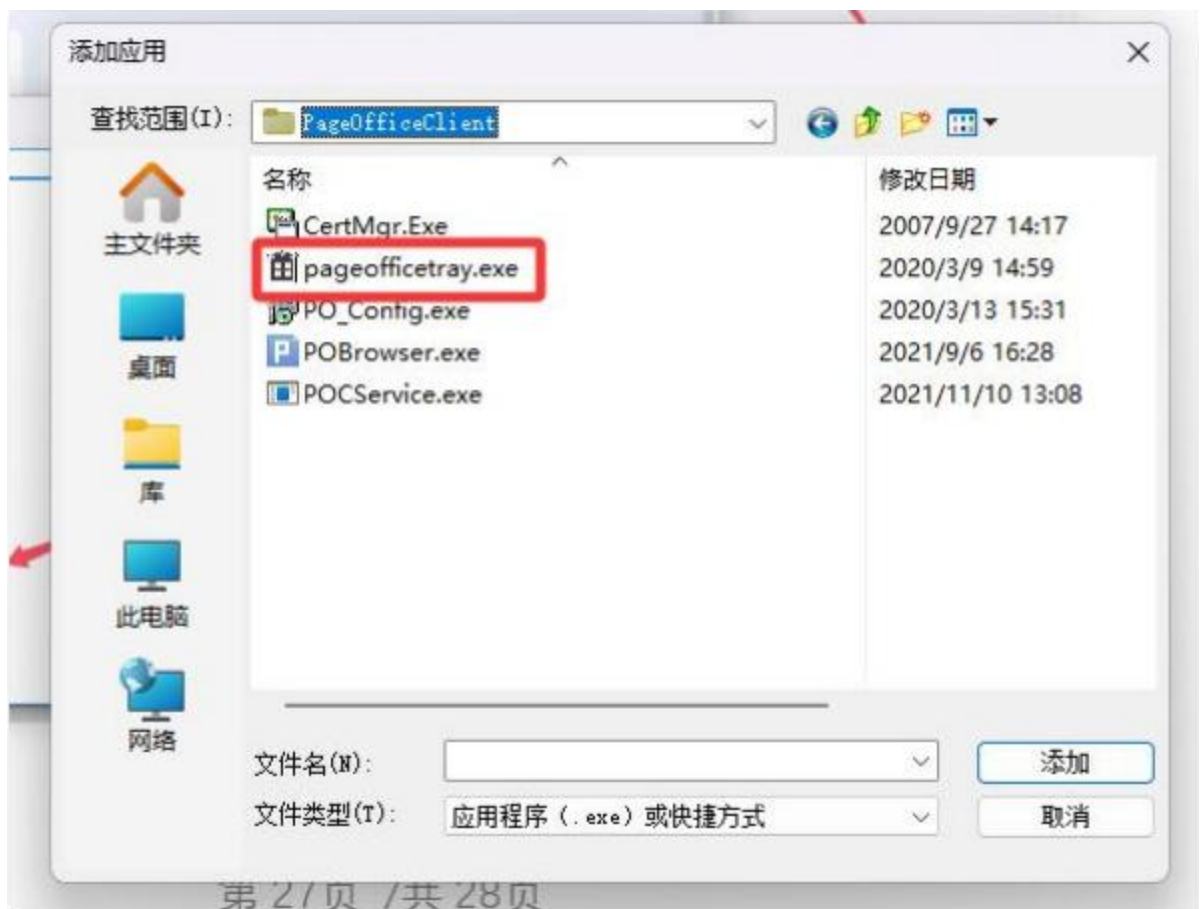 添加应用
查找范围(I):
PageOfficeClient
名称
修改日期
CertMgr.Exe
2007/9/27 14:17
pageofficetray.exe
2020/3/9 14:59
PO_Config.exe
2020/3/13 15:31
POBrowser.exe
2021/9/6 16:28
POCService.exe
2021/11/10 13:08
主文件夹
桌面
库
此电脑
网络
文件名(N):
添加
文件类型(T):
应用程序 (.exe) 或快捷方式
取消
第 27页 /共 28页